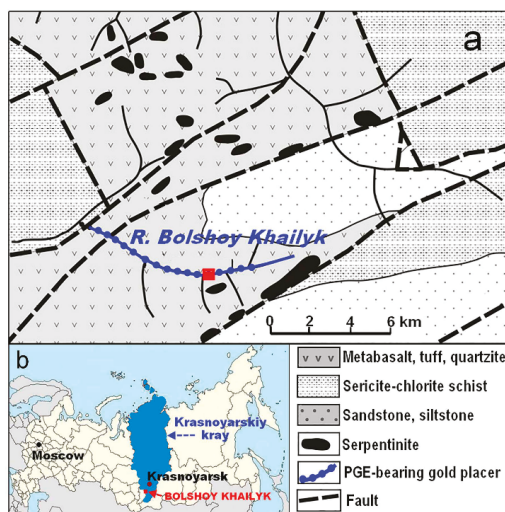 a
R. Bolshoy Khailyk
0 2 4 6 km
b
Krasnoyarskiy
kray
Moscow
Krasnoyarsk
BOLSHOY KHAILYK
Metabasalt, tuff, quartzite
Sericite-chlorite schist
Sandstone, siltstone
Serpentinite
PGE-bearing gold placer
Fault